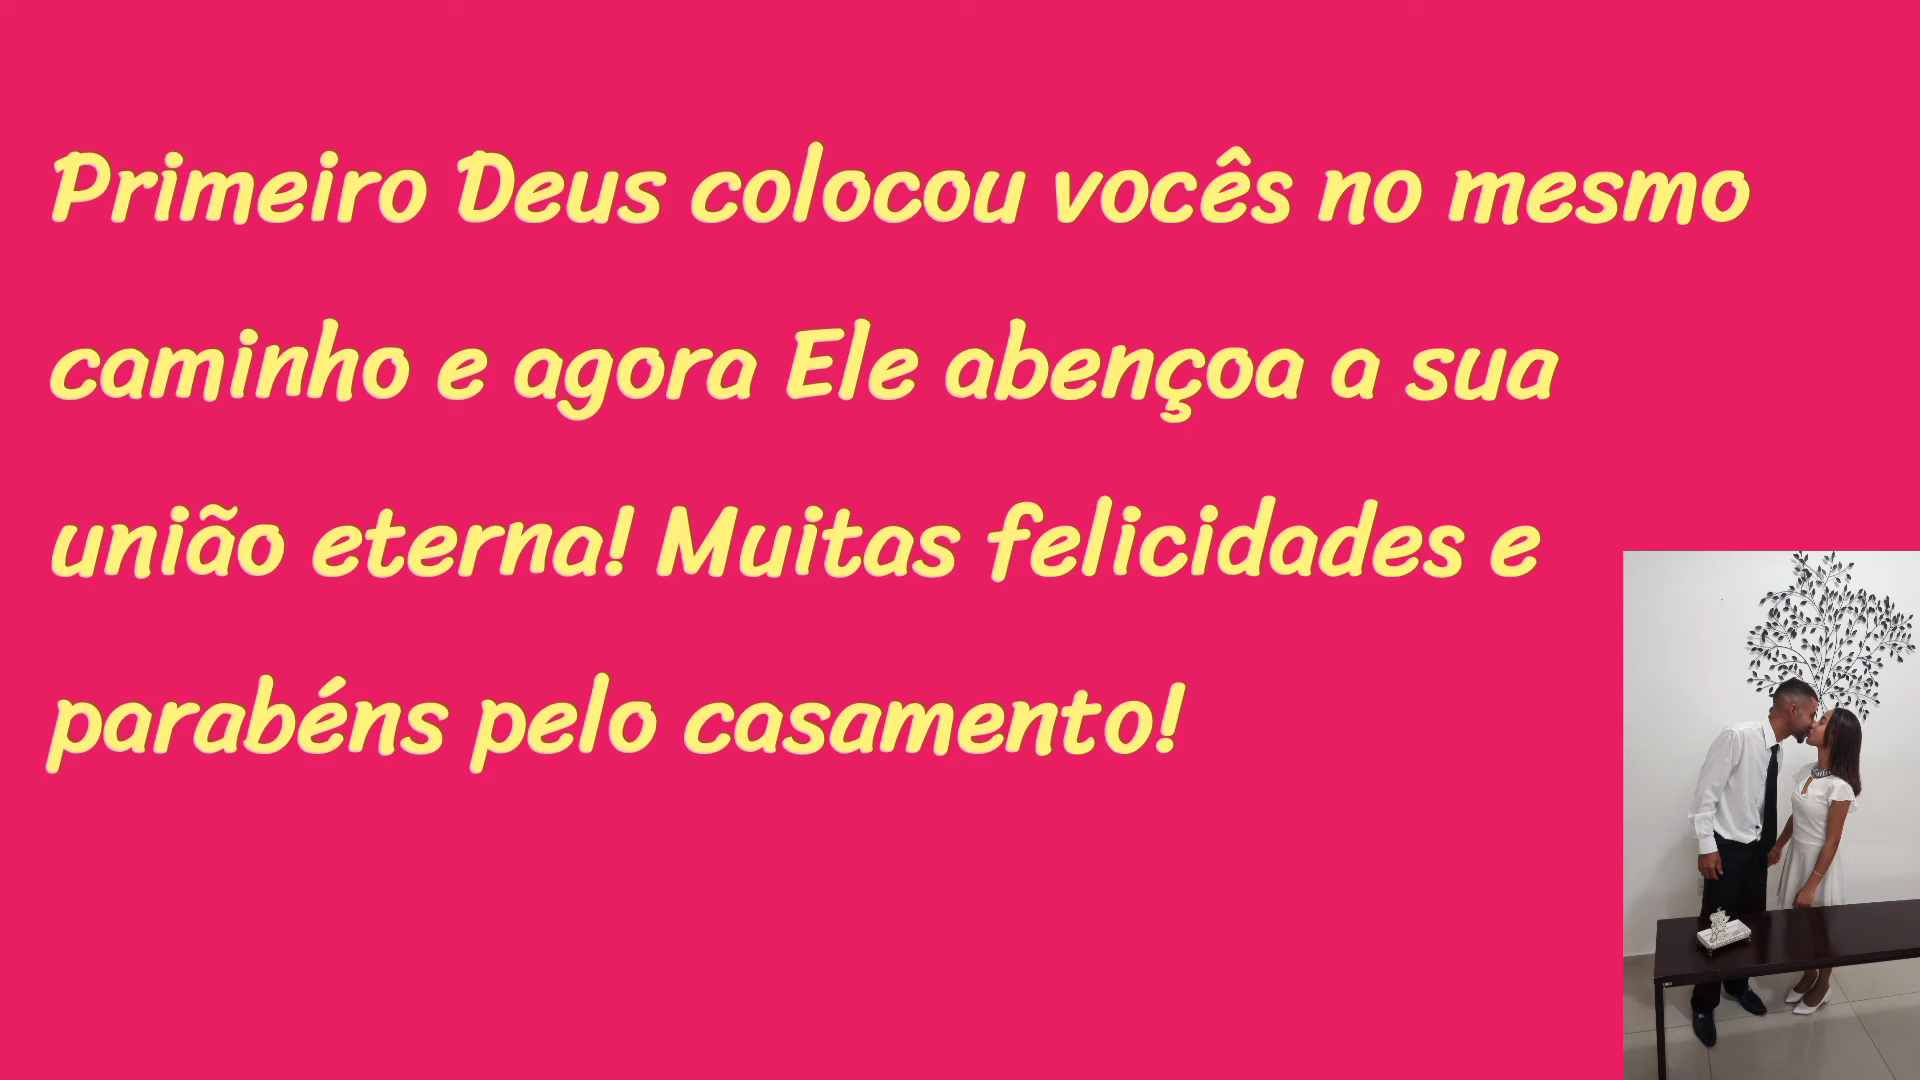 Primeiro Deus colocou vocês no mesmo
caminho e agora Ele abençoa a sua
união eterna! Muitas felicidades e
parabéns pelo casamento!